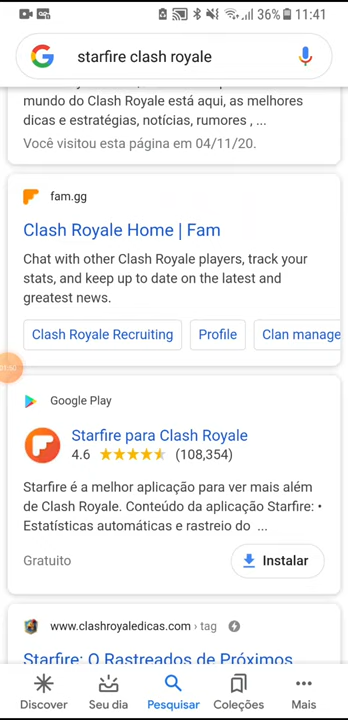 36% 11:41
starfire clash royale
mundo do Clash Royale está aqui, as melhores
dicas e estratégias, notícias, rumores , ...
Você visitou esta página em 04/11/20.
fam.gg
Clash Royale Home | Fam
Chat with other Clash Royale players, track your
stats, and keep up to date on the latest and
greatest news.
Clash Royale Recruiting Profile Clan manage
Google Play
Starfire para Clash Royale
4.6 (108,354)
Starfire é a melhor aplicação para ver mais além
de Clash Royale. Conteúdo da aplicação Starfire: •
Estatísticas automáticas e rastreio do ...
Gratuito Instalar
www.clashroyaledicas.com › tag
Starfire: O Rastreados de Próximos
Discover Seu dia Pesquisar Coleções Mais